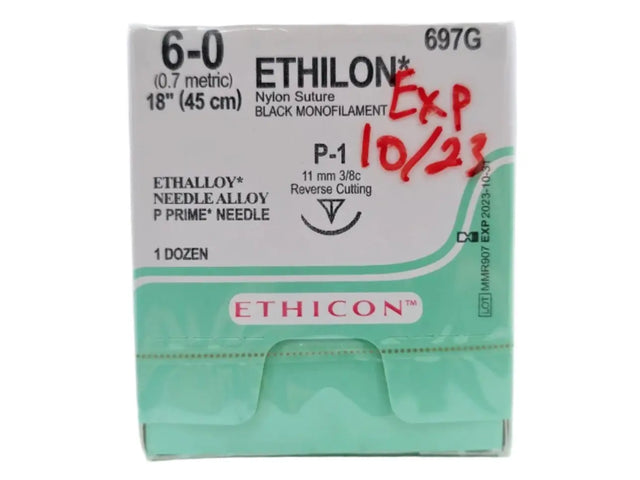 6-0
(0.7 metric)
18" (45 cm)
ETHILON*
Nylon Suture
BLACK MONOFILAMENT
697G
Exp
10/23
P-1
11 mm 3/8c
Reverse Cutting
ETHALLOY*
NEEDLE ALLOY
P PRIME* NEEDLE
1 DOZEN
LOT MMR907 EXP 2023-10-31
ETHICON™